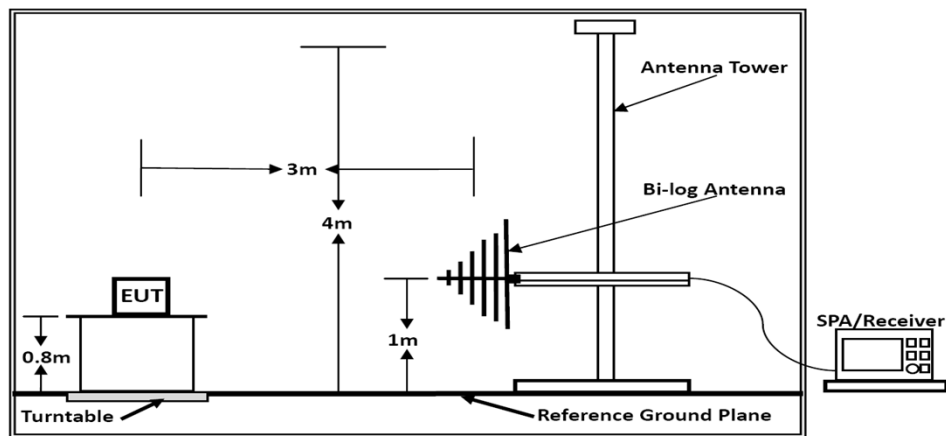 Antenna Tower
3m
Bi-log Antenna
4m
EUT
SPA/Receiver
1m
0.8m
Turntable
Reference Ground Plane